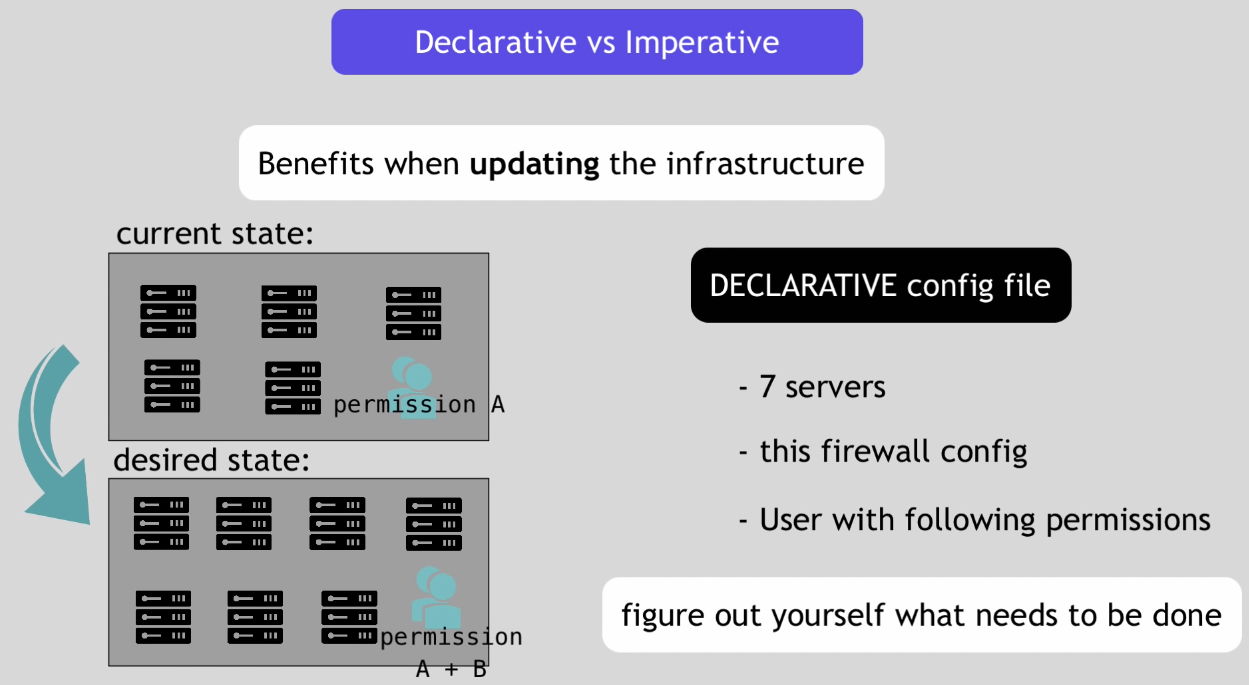 Declarative vs Imperative
Benefits when updating the infrastructure
current state:
permission A
desired state:
permission
A + B
DECLARATIVE config file
- 7 servers
- this firewall config
- User with following permissions
figure out yourself what needs to be done